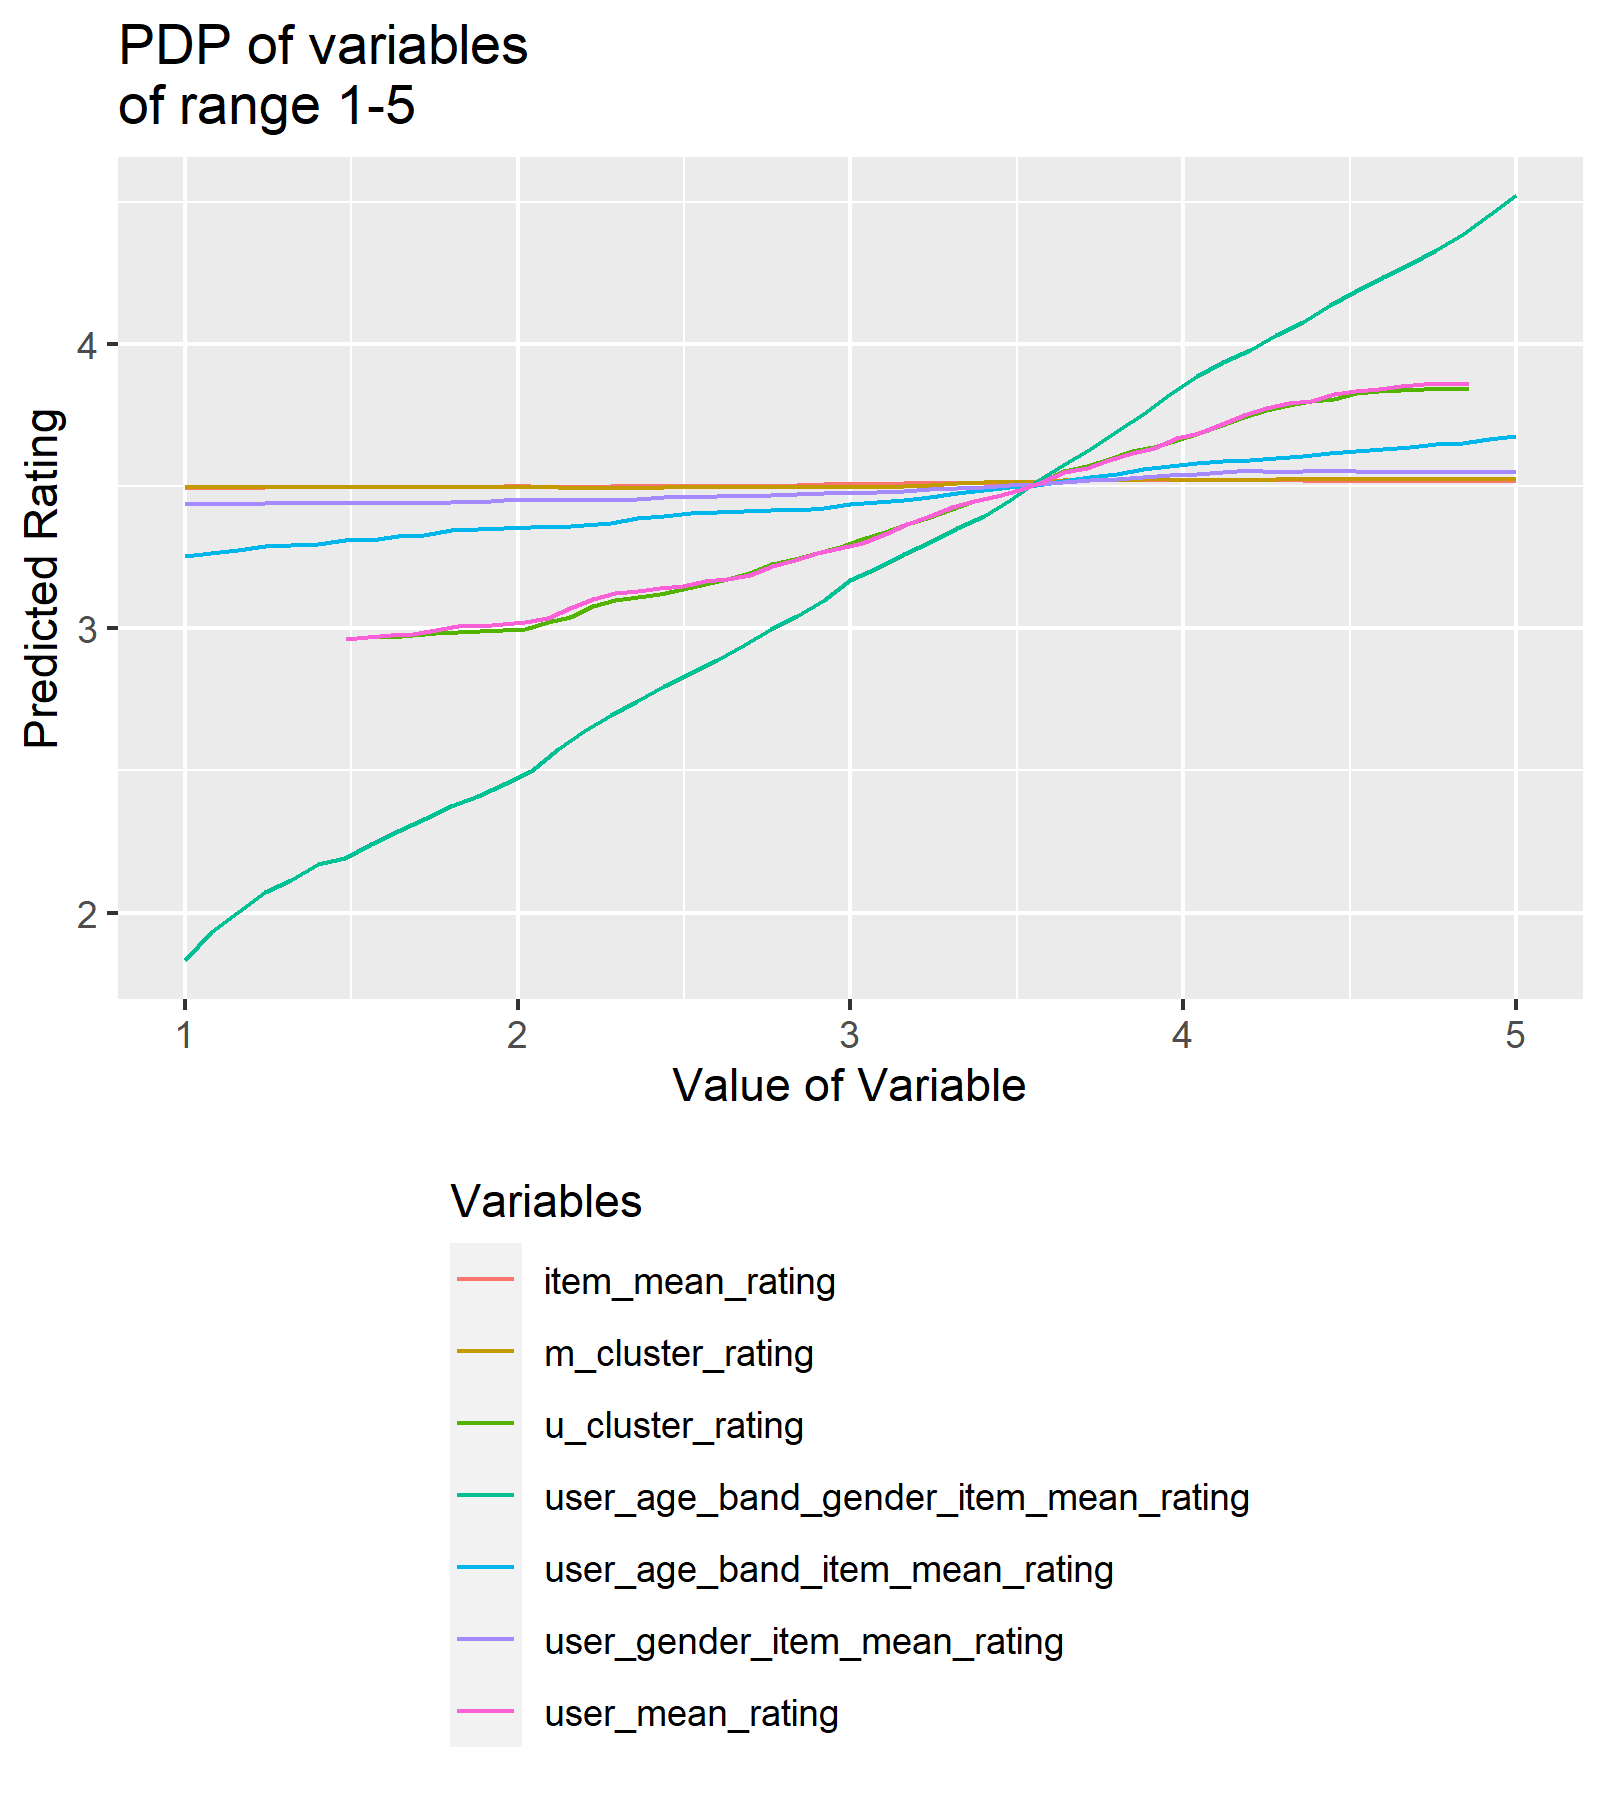 PDP of variables
of range 1-5
Predicted Rating
4
3
2
1
2
3
4
5
Value of Variable
Variables
item_mean_rating
m_cluster_rating
u_cluster_rating
user_age_band_gender_item_mean_rating
user_age_band_item_mean_rating
user_gender_item_mean_rating
user_mean_rating